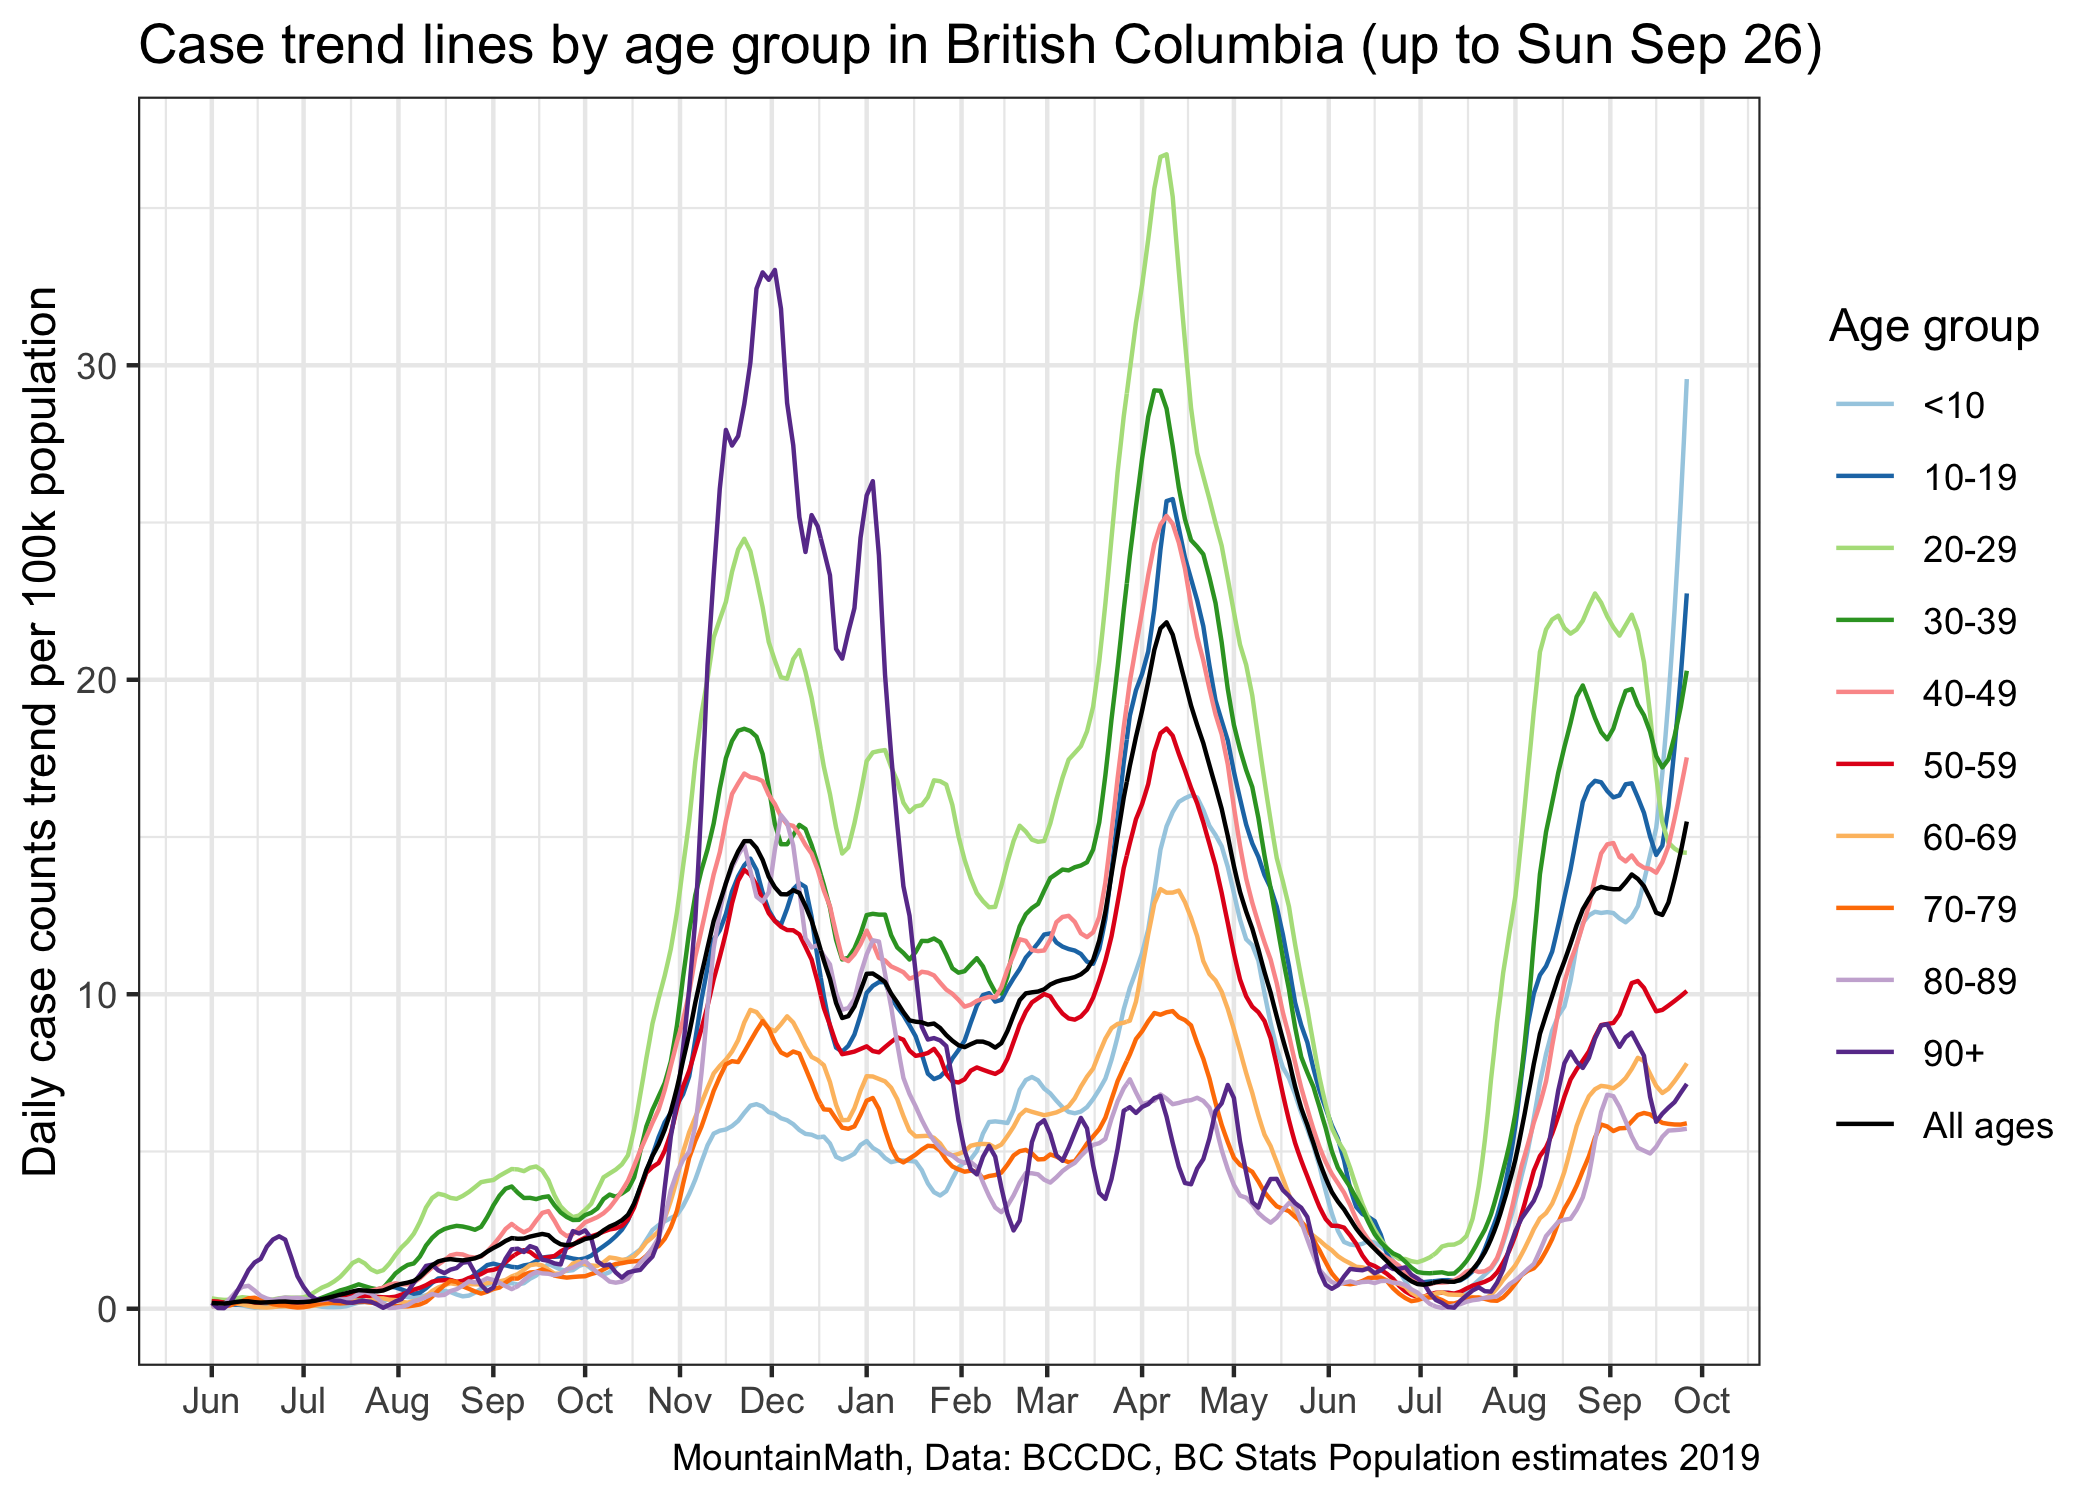 Case trend lines by age group in British Columbia (up to Sun Sep 26)
Daily case counts trend per 100k population
30
20
10
0
Jun Jul Aug Sep Oct Nov Dec Jan Feb Mar Apr May Jun Jul Aug Sep Oct
MountainMath, Data: BCCDC, BC Stats Population estimates 2019
Age group
<10
10-19
20-29
30-39
40-49
50-59
60-69
70-79
80-89
90+
All ages